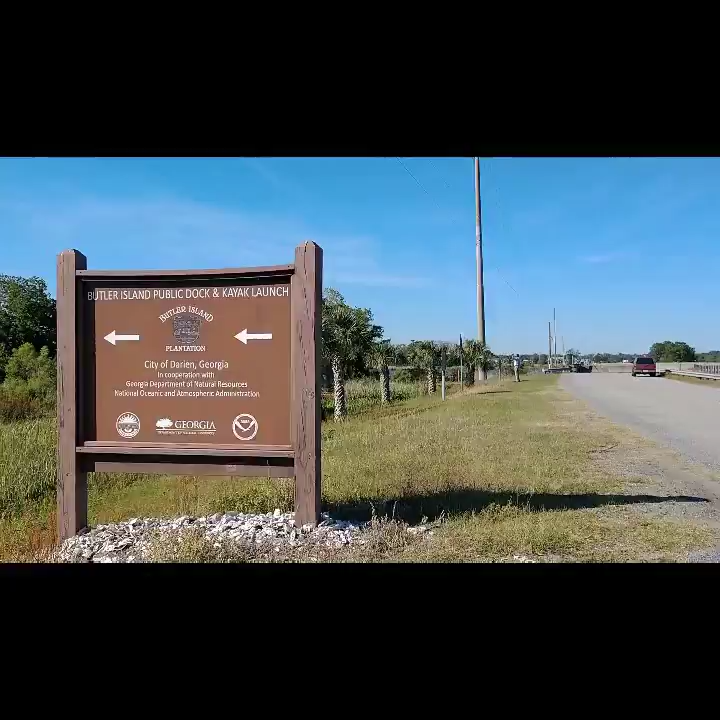 BUTLER ISLAND PUBLIC DOCK & KAYAK LAUNCH
BUTLER ISLAND
PLANTATION
City of Darien, Georgia
In cooperation with
Georgia Department of Natural Resources
National Oceanic and Atmospheric Administration
GEORGIA